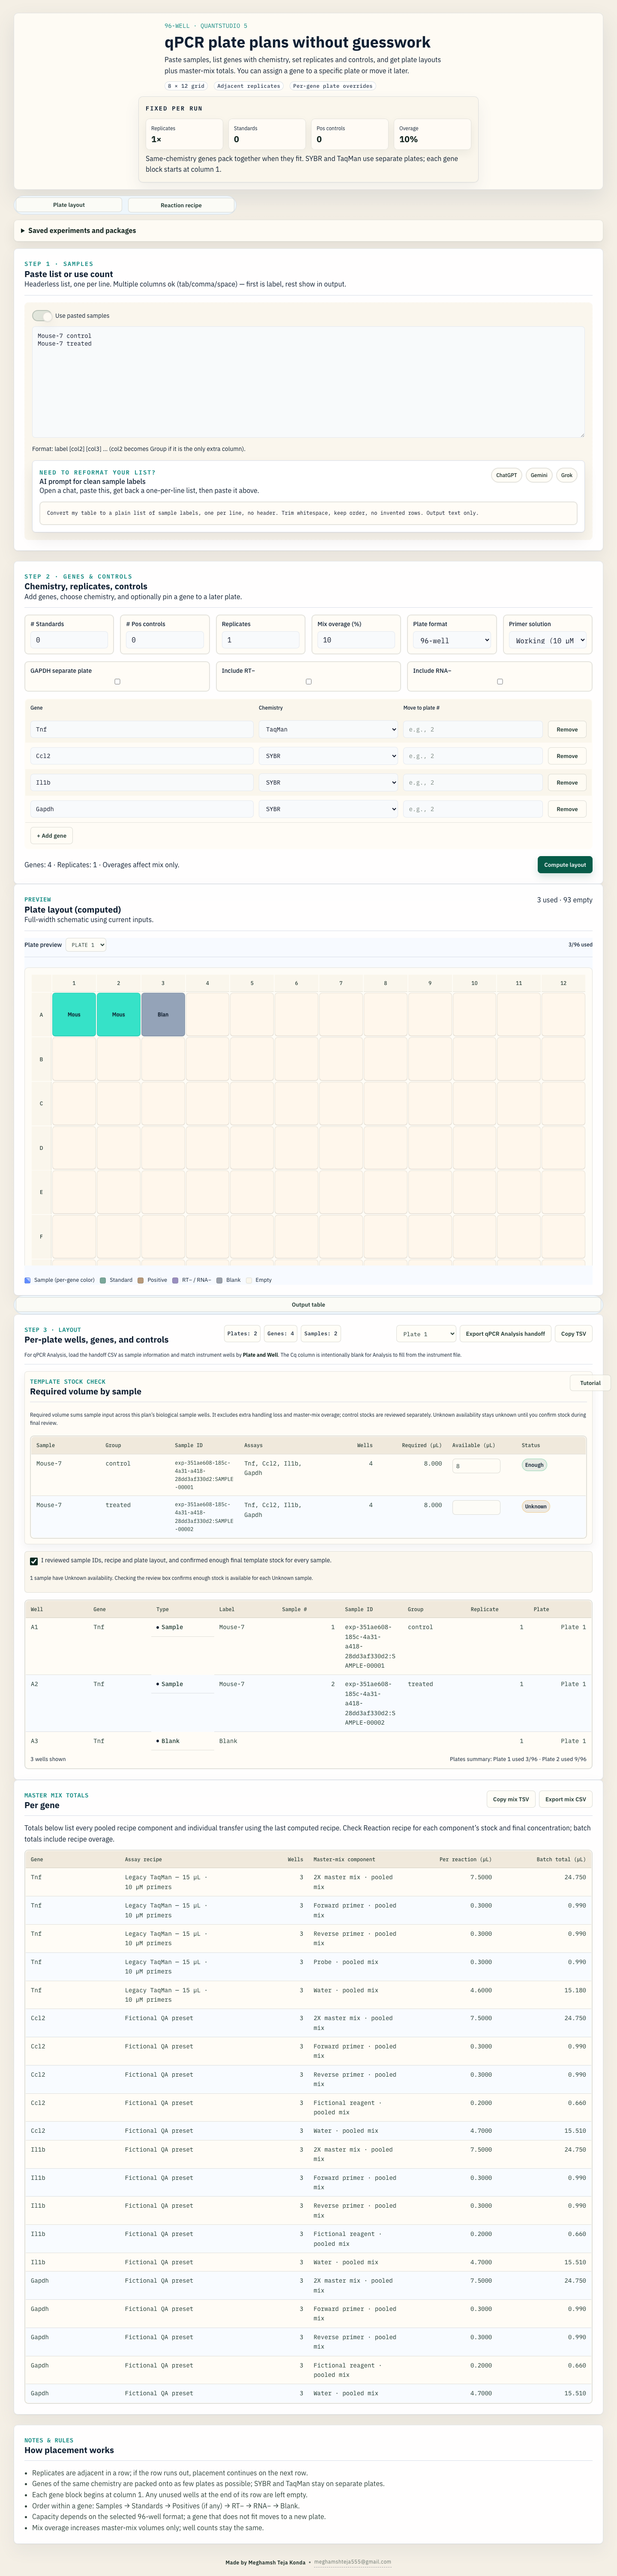 96-WELL · QUANTSTUDIO 5
qPCR plate plans without guesswork
Paste samples, list genes with chemistry, set replicates and controls, and get plate layouts
plus master-mix totals. You can assign a gene to a specific plate or move it later.
8 × 12 grid
Adjacent replicates
Per-gene plate overrides
FIXED PER RUN
Replicates
1×
Standards
0
Pos controls
0
Overage
10%
Same-chemistry genes pack together when they fit. SYBR and TaqMan use separate plates; each gene
block starts at column 1.
Plate layout
Reaction recipe
Saved experiments and packages
STEP 1 · SAMPLES
Paste list or use count
Headerless list, one per line. Multiple columns ok (tab/comma/space) — first is label, rest show in output.
Use pasted samples
Mouse-7 control
Mouse-7 treated
Format: label [col2] [col3] ... (col2 becomes Group if it is the only extra column).
NEED TO REFORMAT YOUR LIST?
AI prompt for clean sample labels
Open a chat, paste this, get back a one-per-line list, then paste it above.
ChatGPT
Gemini
Grok
Convert my table to a plain list of sample labels, one per line, no header. Trim whitespace, keep order, no invented rows. Output text only.
STEP 2 · GENES & CONTROLS
Chemistry, replicates, controls
Add genes, choose chemistry, and optionally pin a gene to a later plate.
# Standards
0
# Pos controls
0
Replicates
1
Mix overage (%)
10
Plate format
96-well
Primer solution
Working (10 µM
GAPDH separate plate
Include RT−
Include RNA−
Gene Chemistry Move to plate #
Tnf TaqMan e.g., 2 Remove
Ccl2 SYBR e.g., 2 Remove
Il1b SYBR e.g., 2 Remove
Gapdh SYBR e.g., 2 Remove
+ Add gene
Genes: 4 · Replicates: 1 · Overages affect mix only.
Compute layout
PREVIEW
Plate layout (computed)
Full-width schematic using current inputs.
3 used · 93 empty
Plate preview
PLATE 1
3/96 used
1 2 3 4 5 6 7 8 9 10 11 12
A Mous Mous Blan
B
C
D
E
F
Sample (per-gene color) Standard Positive RT− / RNA− Blank Empty
Output table
STEP 3 · LAYOUT
Per-plate wells, genes, and controls
Plates: 2
Genes: 4
Samples: 2
Plate 1
Export qPCR Analysis handoff
Copy TSV
For qPCR Analysis, load the handoff CSV as sample information and match instrument wells by Plate and Well. The Cq column is intentionally blank for Analysis to fill from the instrument file.
Tutorial
TEMPLATE STOCK CHECK
Required volume by sample
Required volume sums sample input across this plan's biological sample wells. It excludes extra handling loss and master-mix overage; control stocks are reviewed separately. Unknown availability stays unknown until you confirm stock during
final review.
Sample Group Sample ID Assays Wells Required (µL) Available (µL) Status
Mouse-7 control exp-351ae608-185c-4a31-a418-28dd3af330d2:SAMPLE-00001 Tnf, Ccl2, Il1b, Gapdh 4 8.000 8 Enough
Mouse-7 treated exp-351ae608-185c-4a31-a418-28dd3af330d2:SAMPLE-00002 Tnf, Ccl2, Il1b, Gapdh 4 8.000 Unknown
I reviewed sample IDs, recipe and plate layout, and confirmed enough final template stock for every sample.
1 sample have Unknown availability. Checking the review box confirms enough stock is available for each Unknown sample.
Well Gene Type Label Sample # Sample ID Group Replicate Plate
A1 Tnf Sample Mouse-7 1 exp-351ae608-185c-4a31-a418-28dd3af330d2:SAMPLE-00001 control 1 Plate 1
A2 Tnf Sample Mouse-7 2 exp-351ae608-185c-4a31-a418-28dd3af330d2:SAMPLE-00002 treated 1 Plate 1
A3 Tnf Blank Blank 1 Plate 1
3 wells shown
Plates summary: Plate 1 used 3/96 · Plate 2 used 9/96
MASTER MIX TOTALS
Per gene
Copy mix TSV
Export mix CSV
Totals below list every pooled recipe component and individual transfer using the last computed recipe. Check Reaction recipe for each component's stock and final concentration; batch
totals include recipe overage.
Gene Assay recipe Wells Master-mix component Per reaction (µL) Batch total (µL)
Tnf Legacy TaqMan — 15 µL · 10 µM primers 3 2X master mix · pooled mix 7.5000 24.750
Tnf Legacy TaqMan — 15 µL · 10 µM primers 3 Forward primer · pooled mix 0.3000 0.990
Tnf Legacy TaqMan — 15 µL · 10 µM primers 3 Reverse primer · pooled mix 0.3000 0.990
Tnf Legacy TaqMan — 15 µL · 10 µM primers 3 Probe · pooled mix 0.3000 0.990
Tnf Legacy TaqMan — 15 µL · 10 µM primers 3 Water · pooled mix 4.6000 15.180
Ccl2 Fictional QA preset 3 2X master mix · pooled mix 7.5000 24.750
Ccl2 Fictional QA preset 3 Forward primer · pooled mix 0.3000 0.990
Ccl2 Fictional QA preset 3 Reverse primer · pooled mix 0.3000 0.990
Ccl2 Fictional QA preset 3 Fictional reagent · pooled mix 0.2000 0.660
Ccl2 Fictional QA preset 3 Water · pooled mix 4.7000 15.510
Il1b Fictional QA preset 3 2X master mix · pooled mix 7.5000 24.750
Il1b Fictional QA preset 3 Forward primer · pooled mix 0.3000 0.990
Il1b Fictional QA preset 3 Reverse primer · pooled mix 0.3000 0.990
Il1b Fictional QA preset 3 Fictional reagent · pooled mix 0.2000 0.660
Il1b Fictional QA preset 3 Water · pooled mix 4.7000 15.510
Gapdh Fictional QA preset 3 2X master mix · pooled mix 7.5000 24.750
Gapdh Fictional QA preset 3 Forward primer · pooled mix 0.3000 0.990
Gapdh Fictional QA preset 3 Reverse primer · pooled mix 0.3000 0.990
Gapdh Fictional QA preset 3 Fictional reagent · pooled mix 0.2000 0.660
Gapdh Fictional QA preset 3 Water · pooled mix 4.7000 15.510
NOTES & RULES
How placement works
Replicates are adjacent in a row; if the row runs out, placement continues on the next row.
Genes of the same chemistry are packed onto as few plates as possible; SYBR and TaqMan stay on separate plates.
Each gene block begins at column 1. Any unused wells at the end of its row are left empty.
Order within a gene: Samples → Standards → Positives (if any) → RT− → RNA− → Blank.
Capacity depends on the selected 96-well format; a gene that does not fit moves to a new plate.
Mix overage increases master-mix volumes only; well counts stay the same.
Made by Meghamsh Teja Konda • meghamshteja555@gmail.com